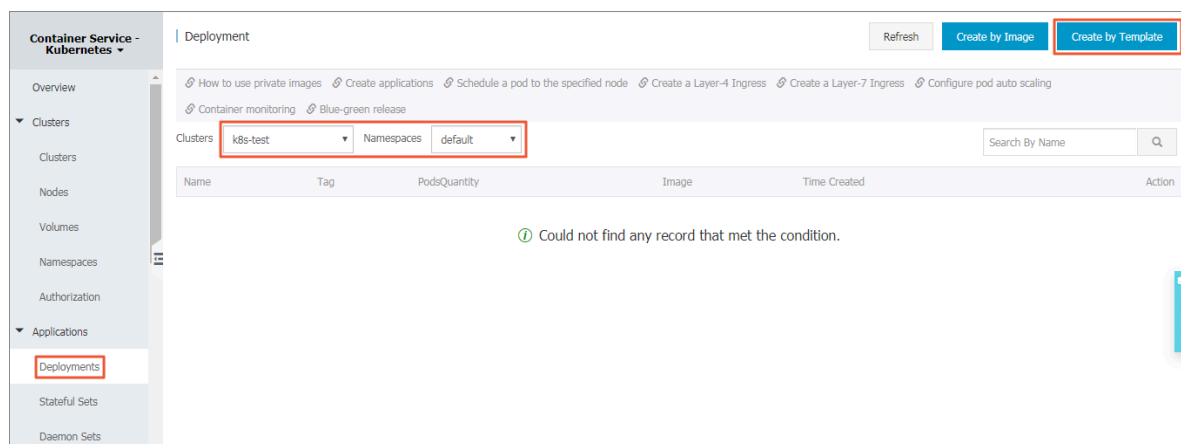 Container Service -
Kubernetes
Overview
Clusters
Clusters
Nodes
Volumes
Namespaces
Authorization
Applications
Deployments
Stateful Sets
Daemon Sets
Deployment
Refresh
Create by Image
Create by Template
How to use private images Create applications Schedule a pod to the specified node Create a Layer-4 Ingress Create a Layer-7 Ingress Configure pod auto scaling
Container monitoring Blue-green release
Clusters k8s-test Namespaces default Search By Name
Name Tag PodsQuantity Image Time Created Action
Could not find any record that met the condition.